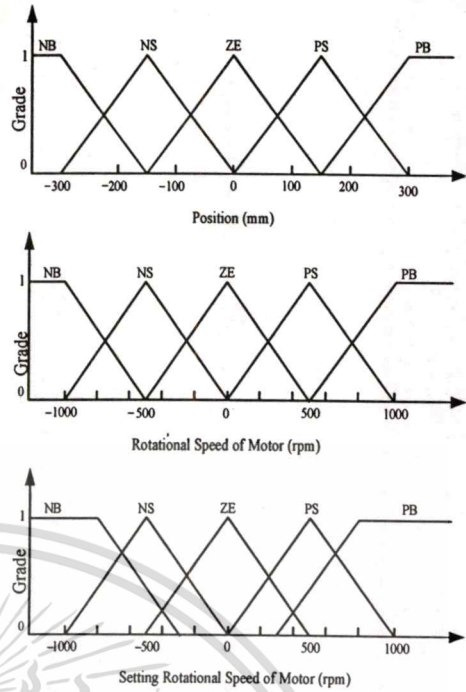 NB NS ZE PS PB
1
Grade
0
-300 -200 -100 0 100 200 300
Position (mm)
NB NS ZE PS PB
1
Grade
0
-1000 -500 0 500 1000
Rotational Speed of Motor (rpm)
NB NS ZE PS PB
1
Grade
0
-1000 -500 0 500 1000
Setting Rotational Speed of Motor (rpm)